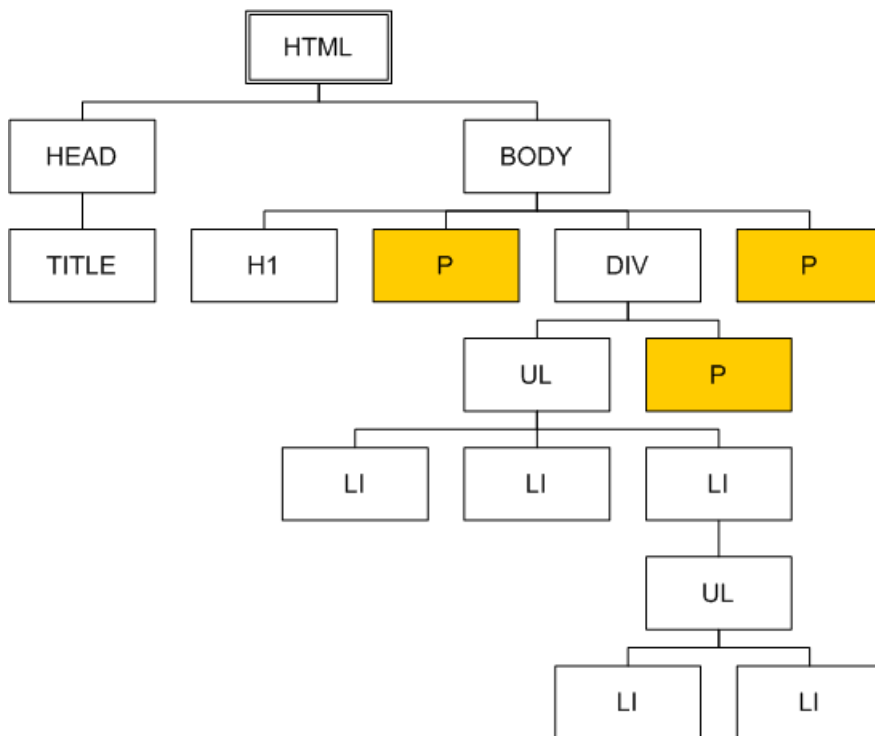 HTML
HEAD BODY
TITLE H1 P DIV P
UL P
LI LI LI
UL
LI LI